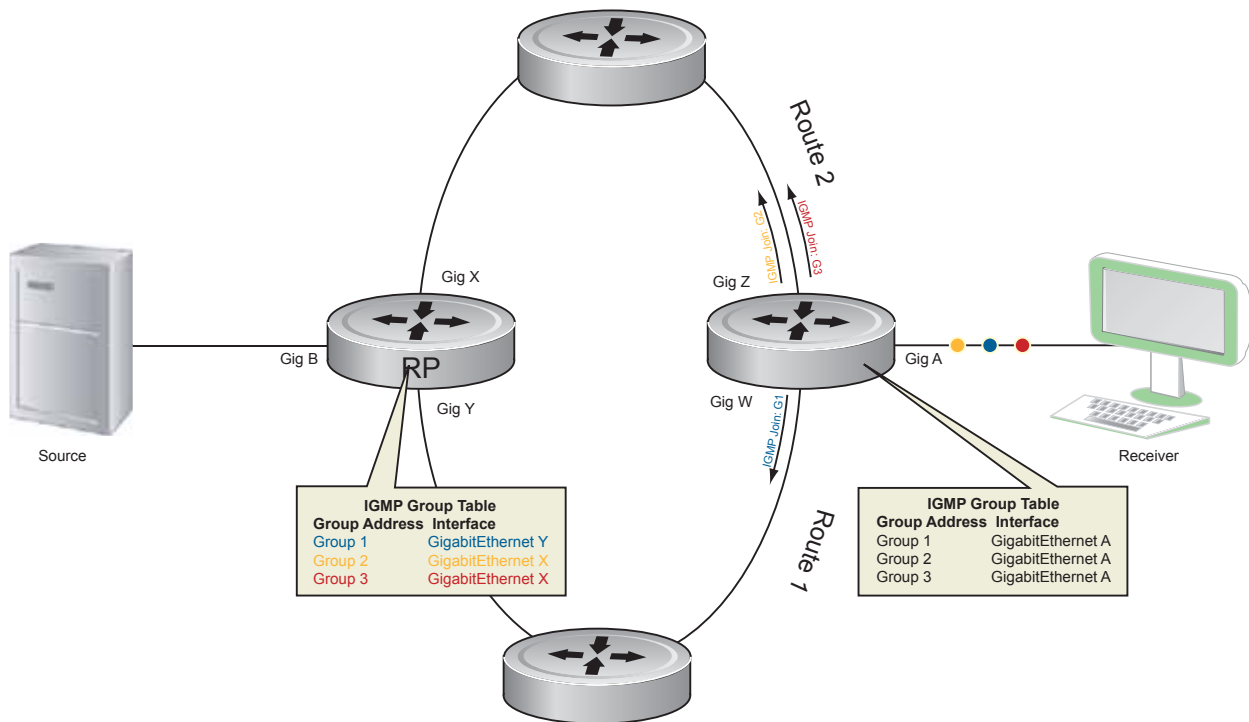 Route 2
IGMP Join: G2
IGMP Join: G3
Gig X
Gig Z
Gig B
RP
Gig A
Gig Y
Gig W
IGMP Join: G1
Source
Receiver
IGMP Group Table
Group Address Interface
Group 1 GigabitEthernet Y
Group 2 GigabitEthernet X
Group 3 GigabitEthernet X
Route 1
IGMP Group Table
Group Address Interface
Group 1 GigabitEthernet A
Group 2 GigabitEthernet A
Group 3 GigabitEthernet A